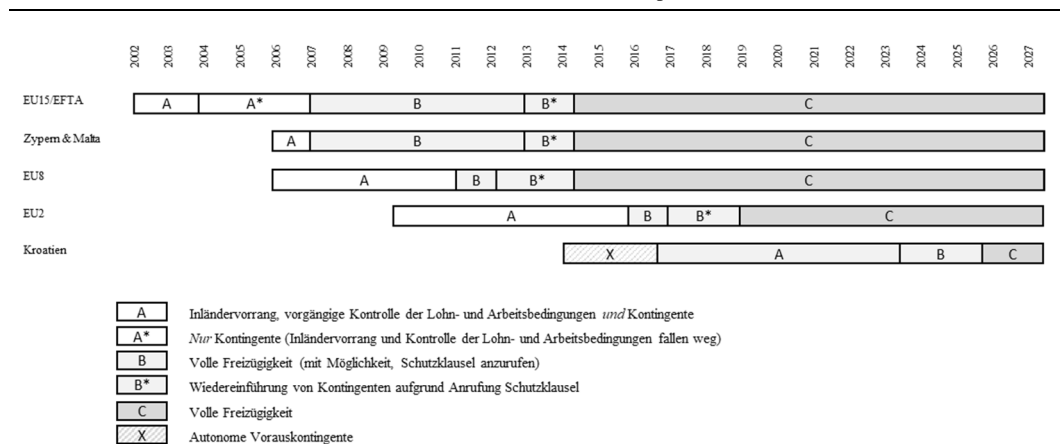 2002 2003 2004 2005 2006 2007 2008 2009 2010 2011 2012 2013 2014 2015 2016 2017 2018 2019 2020 2021 2022 2023 2024 2025 2026 2027
EU15/EFTA A A* B B* C
Zypern & Malta A B B* C
EU8 A B B* C
EU2 A B B* C
Kroatien X A B C
A Inländervorrang, vorgängige Kontrolle der Lohn- und Arbeitsbedingungen und Kontingente
A* Nur Kontingente (Inländervorrang und Kontrolle der Lohn- und Arbeitsbedingungen fallen weg)
B Volle Freizügigkeit (mit Möglichkeit, Schutzklausel anzurufen)
B* Wiedereinführung von Kontingenten aufgrund Anrufung Schutzklausel
C Volle Freizügigkeit
X Autonome Vorauskontingente